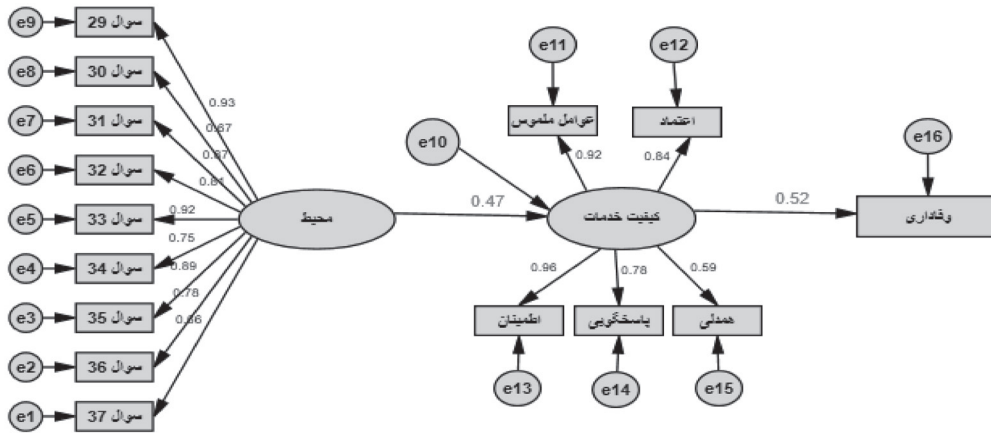 e9 سوال 29
e8 سوال 30
e7 سوال 31
e6 سوال 32
e5 سوال 33
e4 سوال 34
e3 سوال 35
e2 سوال 36
e1 سوال 37
0.93
0.67
0.87
0.81
0.92
0.75
0.89
0.78
0.86
محیط
0.47
e10
e11
e12
عوامل ملموس
اعتماد
0.92
0.84
کیفیت خدمات
0.52
e16
وفاداری
0.96
0.78
0.59
اطمینان
پاسخگویی
همدلی
e13
e14
e15